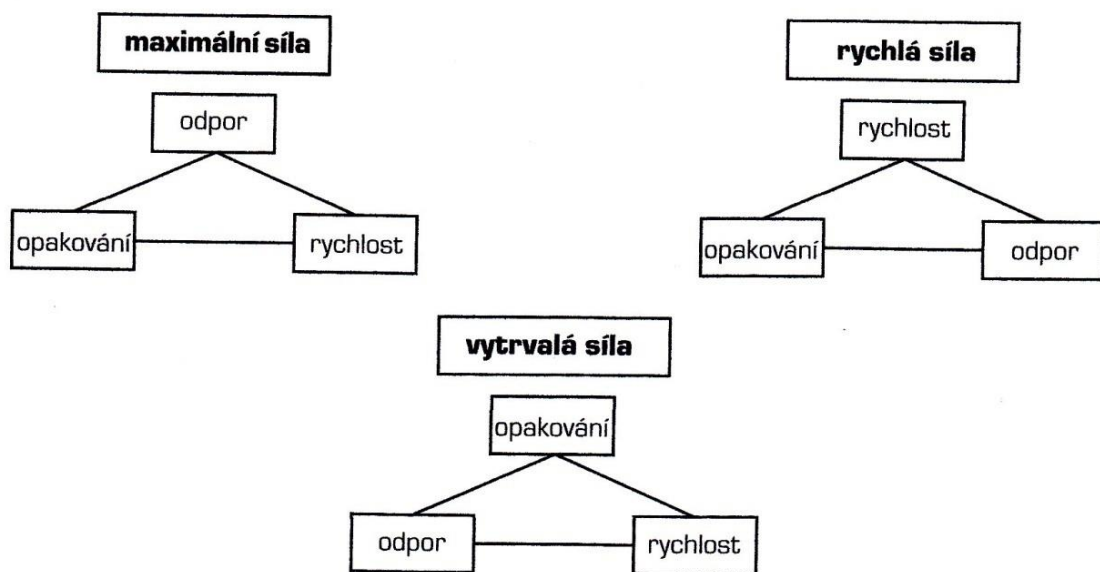 maximální síla
odpor
opakování
rychlost
rychlá síla
rychlost
opakování
odpor
vytrvalá síla
opakování
odpor
rychlost